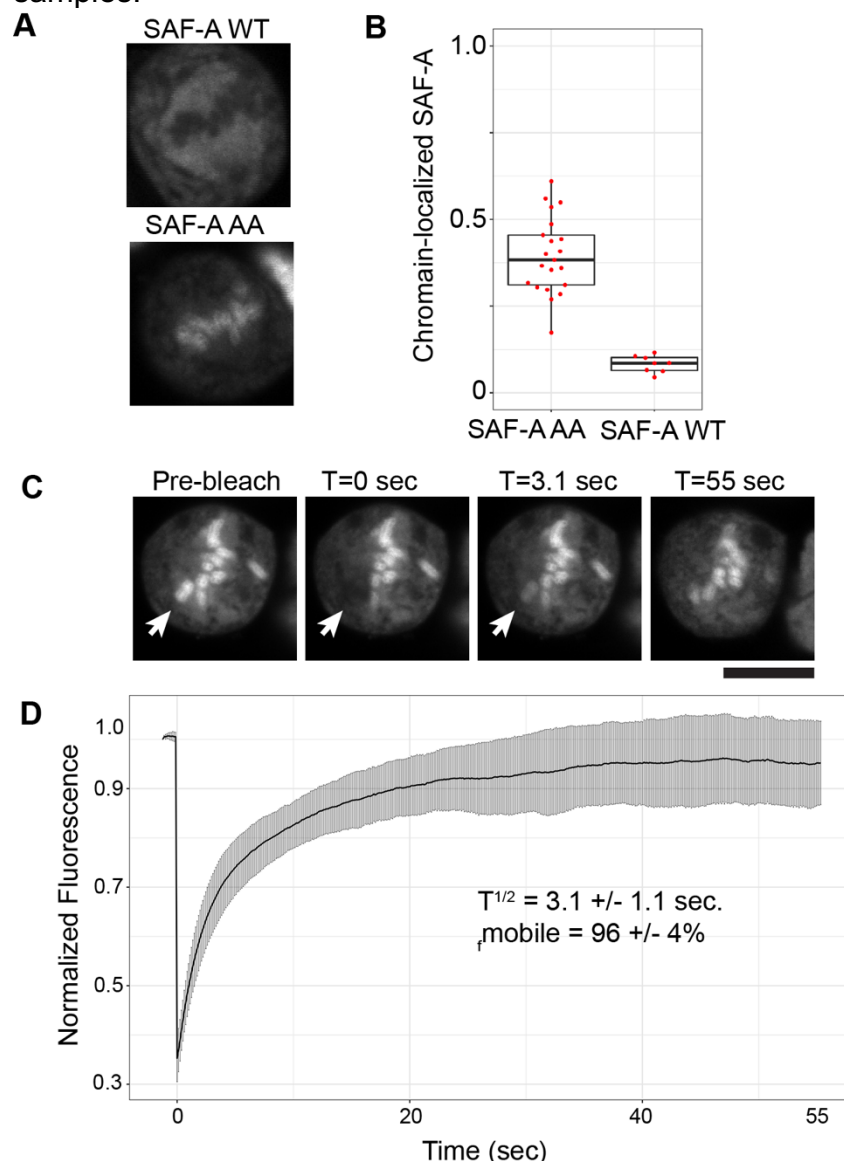 samples.
A
SAF-A WT
SAF-A AA
B
Chromain-localized SAF-A
1.0
0.5
0
SAF-A AA SAF-A WT
C
Pre-bleach T=0 sec T=3.1 sec T=55 sec
D
Normalized Fluorescence
1.0
0.9
0.7
0.5
0.3
T1/2 = 3.1 +/- 1.1 sec.
fmobile = 96 +/- 4%
0 20 40 55
Time (sec)